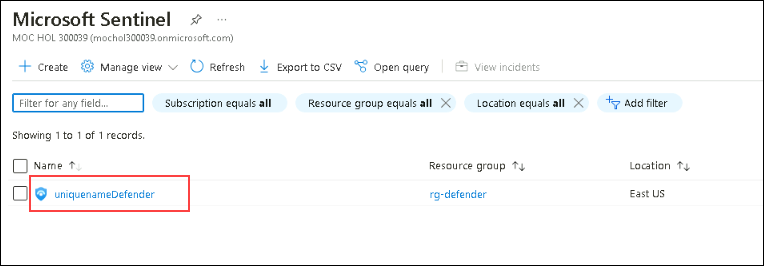 Microsoft Sentinel
MOC HOL 300039 (mochol300039.onmicrosoft.com)
Create Manage view Refresh Export to CSV Open query View incidents
Filter for any field... Subscription equals all Resource group equals all Location equals all Add filter
Showing 1 to 1 of 1 records.
Name Resource group Location
uniquenameDefender rg-defender East US